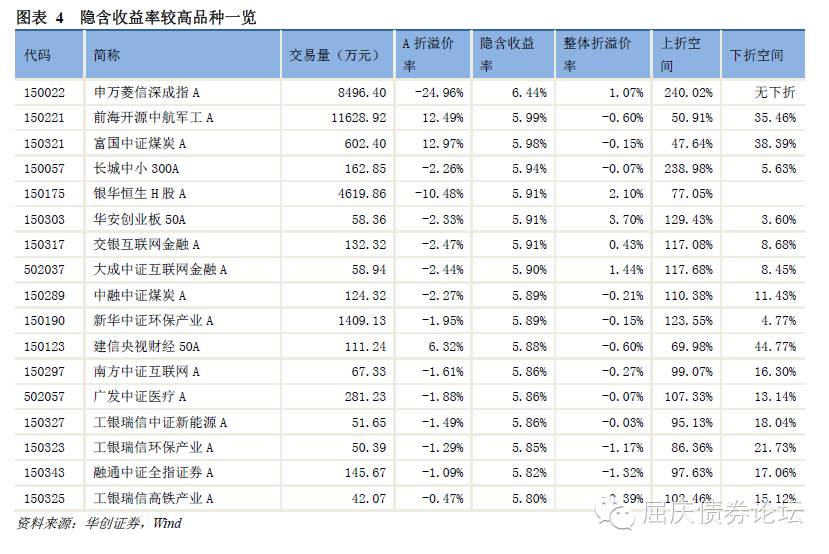 图表 4 隐含收益率较高品种一览
代码 简称 交易量（万元） A 折溢价率 隐含收益率 整体折溢价率 上折空间 下折空间
150022 申万菱信深成指 A 8496.40 -24.96% 6.44% 1.07% 240.02% 无下折
150221 前海开源中航军工 A 11628.92 12.49% 5.99% -0.60% 50.91% 35.46%
150321 富国中证煤炭 A 602.40 12.97% 5.98% -0.15% 47.64% 38.39%
150057 长城中小 300A 162.85 -2.26% 5.94% -0.07% 238.98% 5.63%
150175 银华恒生 H 股 A 4619.86 -10.48% 5.91% 2.10% 77.05%
150303 华安创业板 50A 58.36 -2.33% 5.91% 3.70% 129.43% 3.60%
150317 交银互联网金融 A 132.32 -2.47% 5.91% 0.43% 117.08% 8.68%
502037 大成中证互联网金融 A 58.94 -2.44% 5.90% 1.44% 117.68% 8.45%
150289 中融中证煤炭 A 124.32 -2.27% 5.89% -0.21% 110.38% 11.43%
150190 新华中证环保产业 A 1409.13 -1.95% 5.89% -0.15% 123.55% 4.77%
150123 建信央视财经 50A 111.24 6.32% 5.88% -0.60% 69.98% 44.77%
150297 南方中证互联网 A 67.33 -1.61% 5.86% -0.27% 99.07% 16.30%
502057 广发中证医疗 A 281.23 -1.88% 5.86% -0.07% 107.33% 13.14%
150327 工银瑞信中证新能源 A 51.65 -1.49% 5.86% -0.03% 95.13% 18.04%
150323 工银瑞信环保产业 A 50.39 -1.29% 5.85% -1.17% 86.36% 21.73%
150343 融通中证全指证券 A 145.67 -1.09% 5.82% -1.32% 97.63% 17.06%
150325 工银瑞信高铁产业 A 42.07 -0.47% 5.80% -0.39% 102.46% 15.12%
资料来源：华创证券，Wind
屈庆债券论坛